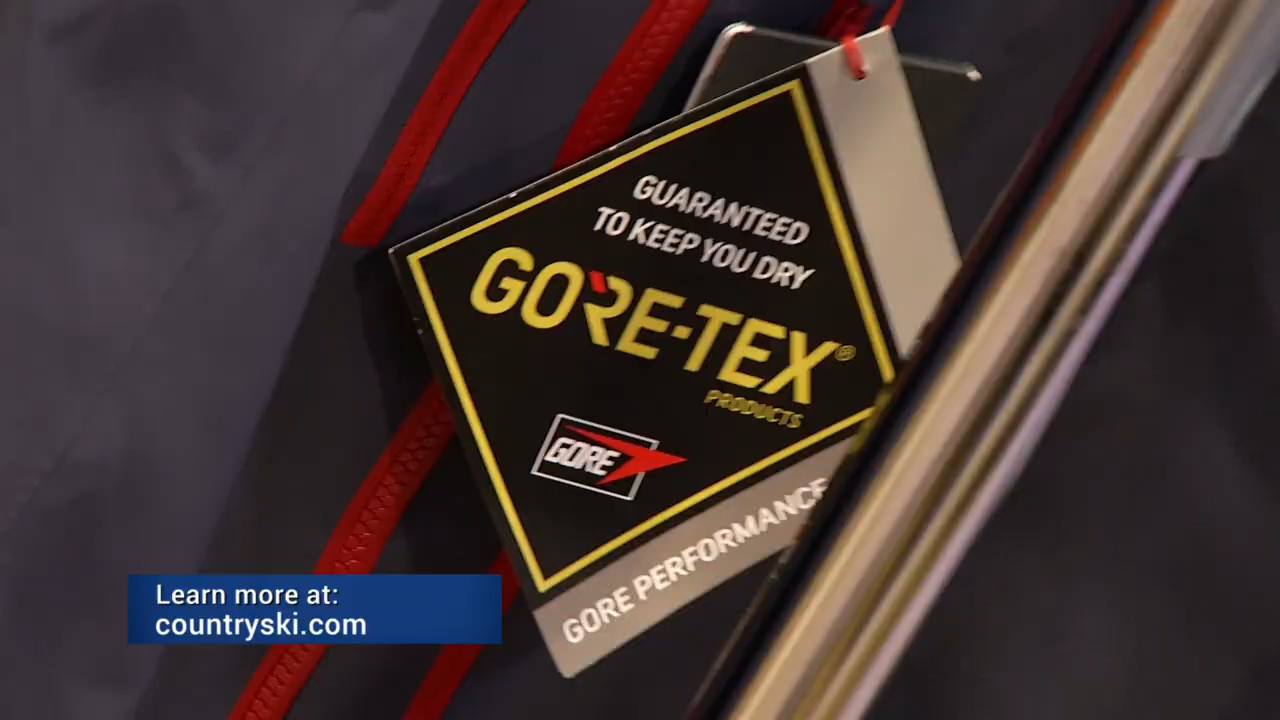 GUARANTEED
TO KEEP YOU DRY
GORE-TEX®
PRODUCTS
GORE
GORE PERFORMANCE
Learn more at:
countryski.com